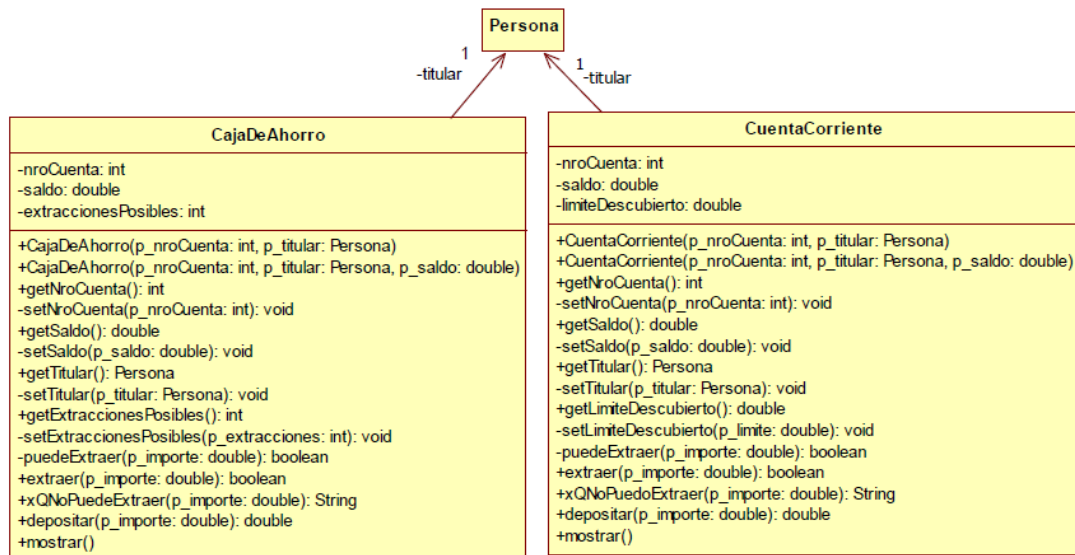 Persona
1
-titular
1
-titular
CajaDeAhorro
-nroCuenta: int
-saldo: double
-extraccionesPosibles: int
+CajaDeAhorro(p_nroCuenta: int, p_titular: Persona)
+CajaDeAhorro(p_nroCuenta: int, p_titular: Persona, p_saldo: double)
+getNroCuenta(): int
-setNroCuenta(p_nroCuenta: int): void
+getSaldo(): double
-setSaldo(p_saldo: double): void
+getTitular(): Persona
-setTitular(p_titular: Persona): void
+getExtraccionesPosibles(): int
-setExtraccionesPosibles(p_extracciones: int): void
-puedeExtraer(p_importe: double): boolean
+extraer(p_importe: double): boolean
+xQNoPuedeExtraer(p_importe: double): String
+depositar(p_importe: double): double
+mostrar()
CuentaCorriente
-nroCuenta: int
-saldo: double
-limiteDescubierto: double
+CuentaCorriente(p_nroCuenta: int, p_titular: Persona)
+CuentaCorriente(p_nroCuenta: int, p_titular: Persona, p_saldo: double)
+getNroCuenta(): int
-setNroCuenta(p_nroCuenta: int): void
+getSaldo(): double
-setSaldo(p_saldo: double): void
+getTitular(): Persona
-setTitular(p_titular: Persona): void
+getLimiteDescubierto(): double
-setLimiteDescubierto(p_limite: double): void
-puedeExtraer(p_importe: double): boolean
+extraer(p_importe: double): boolean
+xQNoPuedoExtraer(p_importe: double): String
+depositar(p_importe: double): double
+mostrar()